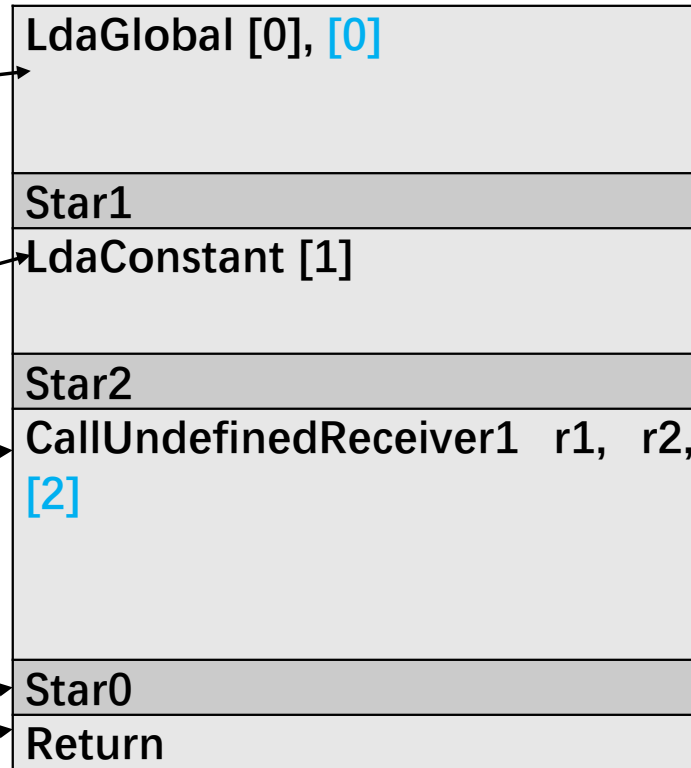 LdaGlobal [0], [0]
Star1
LdaConstant [1]
Star2
CallUndefinedReceiver1 r1, r2,
[2]
Star0
Return